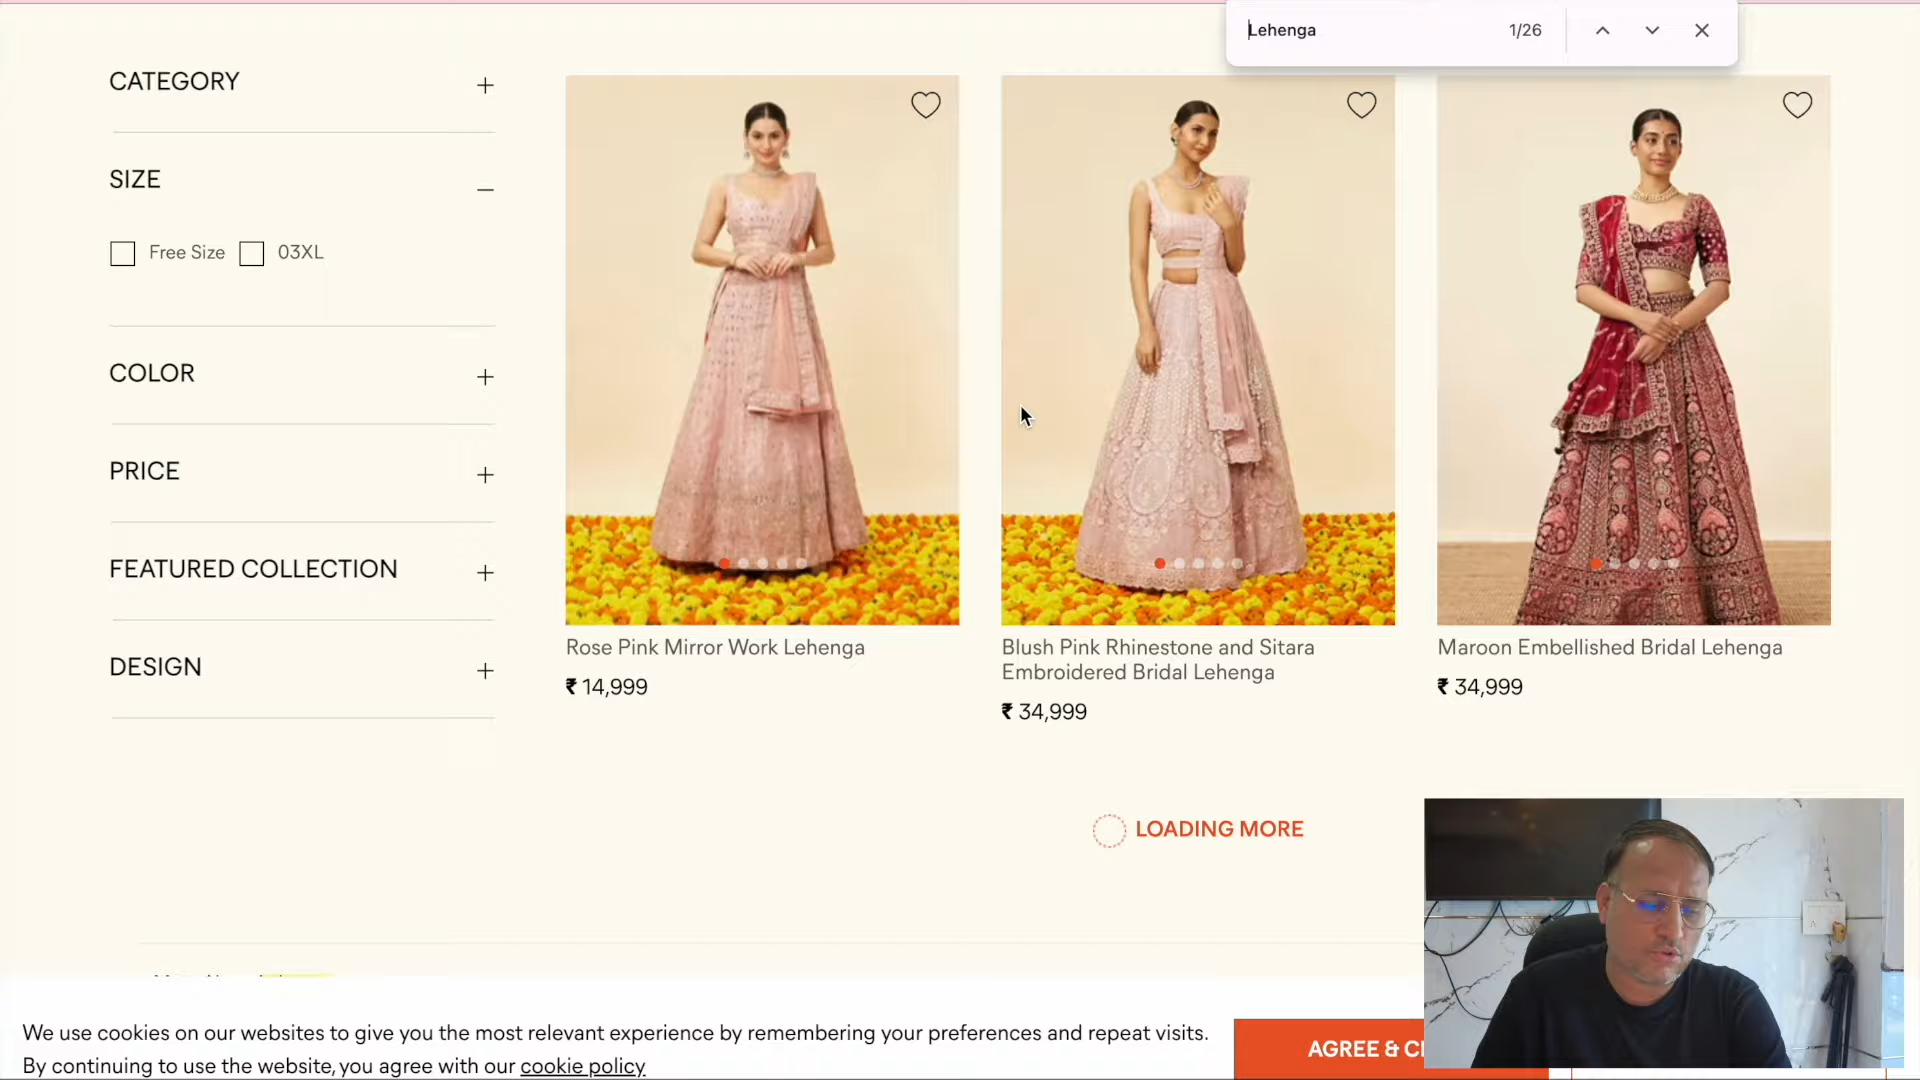 Lehenga 1/26
CATEGORY
SIZE
Free Size 03XL
COLOR
PRICE
FEATURED COLLECTION
DESIGN
Rose Pink Mirror Work Lehenga
₹ 14,999
Blush Pink Rhinestone and Sitara
Embroidered Bridal Lehenga
₹ 34,999
Maroon Embellished Bridal Lehenga
₹ 34,999
LOADING MORE
We use cookies on our websites to give you the most relevant experience by remembering your preferences and repeat visits.
By continuing to use the website, you agree with our cookie policy
AGREE &